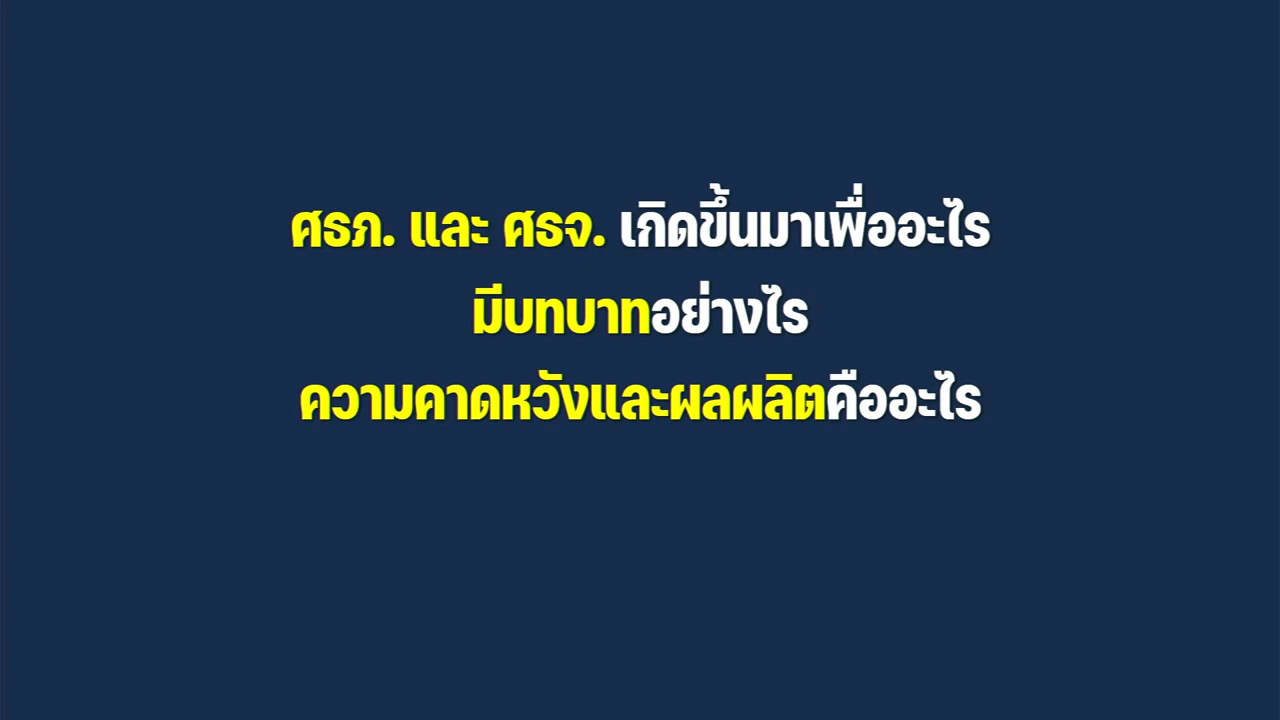 ศธภ. และ ศธจ. เกิดขึ้นมาเพื่ออะไร
มีบทบาทอย่างไร
ความคาดหวังและผลผลิตคืออะไร